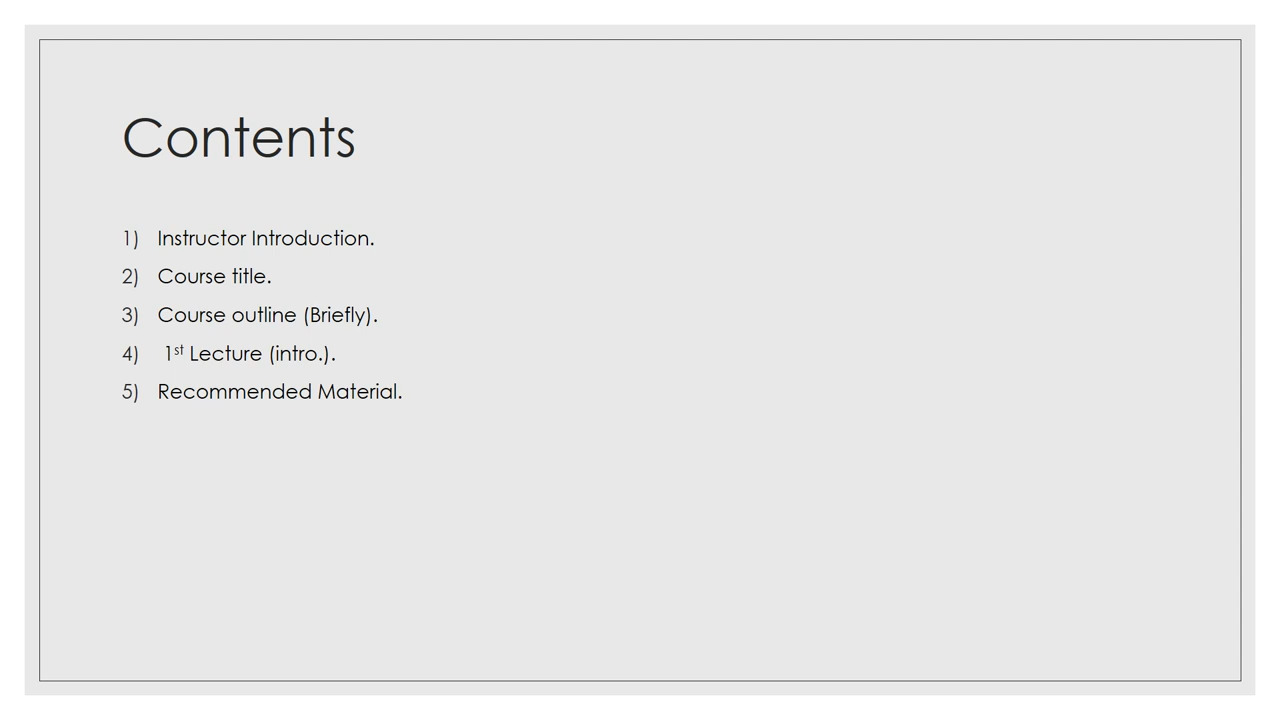 Contents
1) Instructor Introduction.
2) Course title.
3) Course outline (Briefly).
4) 1st Lecture (intro.).
5) Recommended Material.